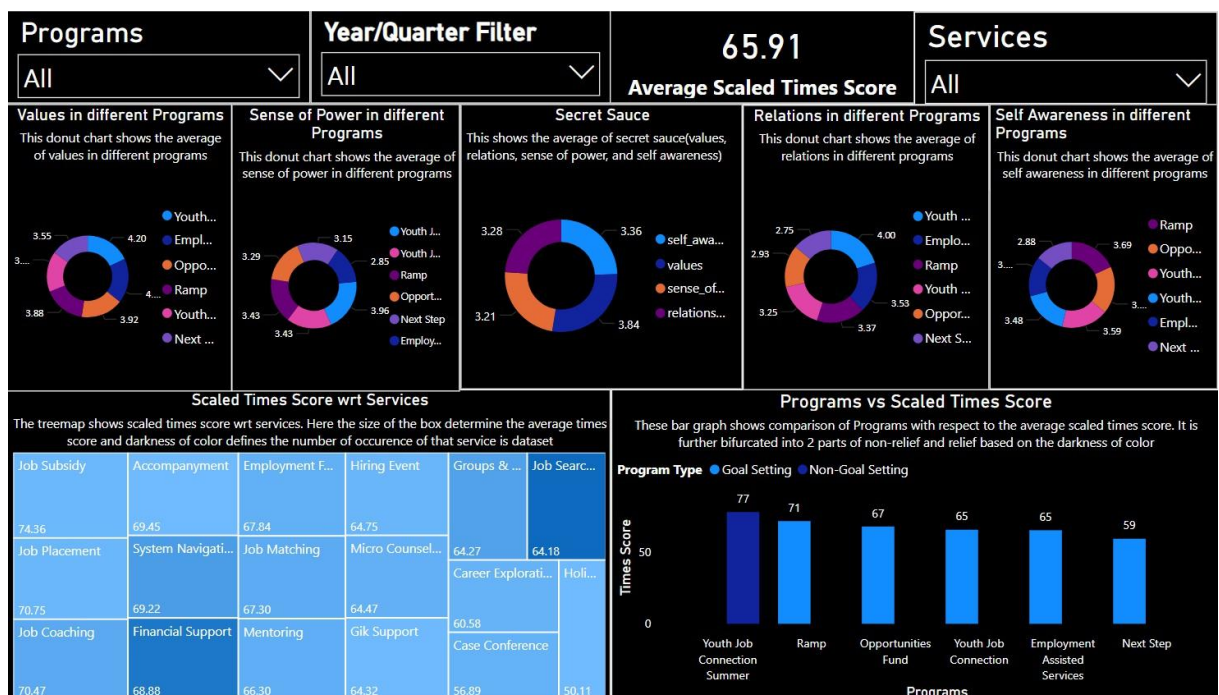 Programs
All
Year/Quarter Filter
All
65.91
Average Scaled Times Score
Services
All
Values in different Programs
This donut chart shows the average
of values in different programs
3.55
4.20
3....
4....
3.88
3.92
Youth...
Empl...
Oppo...
Ramp
Youth...
Next ...
Sense of Power in different
Programs
This donut chart shows the average of
sense of power in different programs
3.15
3.29
2.85
3.43
3.96
3.43
Youth J...
Youth J...
Ramp
Opport...
Next Step
Employ...
Secret Sauce
This shows the average of secret sauce(values,
relations, sense of power, and self awareness)
3.28
3.36
3.21
3.84
self_awa...
values
sense_of...
relations...
Relations in different Programs
This donut chart shows the average of
relations in different programs
2.75
4.00
2.93
3.25
3.53
3.37
Youth ...
Emplo...
Ramp
Youth ...
Oppor...
Next S...
Self Awareness in different
Programs
This donut chart shows the average of
self awareness in different programs
2.88
3.69
3....
3....
3.48
3.59
Ramp
Oppo...
Youth...
Youth...
Empl...
Next ...
Scaled Times Score wrt Services
The treemap shows scaled times score wrt services. Here the size of the box determine the average times
score and darkness of color defines the number of occurence of that service is dataset
Job Subsidy
74.36
Job Placement
70.75
Job Coaching
70.47
Accompanyment
69.45
System Navigati...
69.22
Financial Support
68.88
Employment F...
67.84
Job Matching
67.30
Mentoring
66.30
Hiring Event
64.75
Micro Counsel...
64.47
Gik Support
64.32
Groups & ...
64.27
Job Searc...
64.18
Career Explorati...
60.58
Case Conference
56.89
Holi...
50.11
Programs vs Scaled Times Score
These bar graph shows comparison of Programs with respect to the average scaled times score. It is
further bifurcated into 2 parts of non-relief and relief based on the darkness of color
Program Type Goal Setting Non-Goal Setting
Times Score
50
0
77
71
67
65
65
59
Youth Job
Connection
Summer
Ramp
Opportunities
Fund
Youth Job
Connection
Employment
Assisted
Services
Next Step
Programs